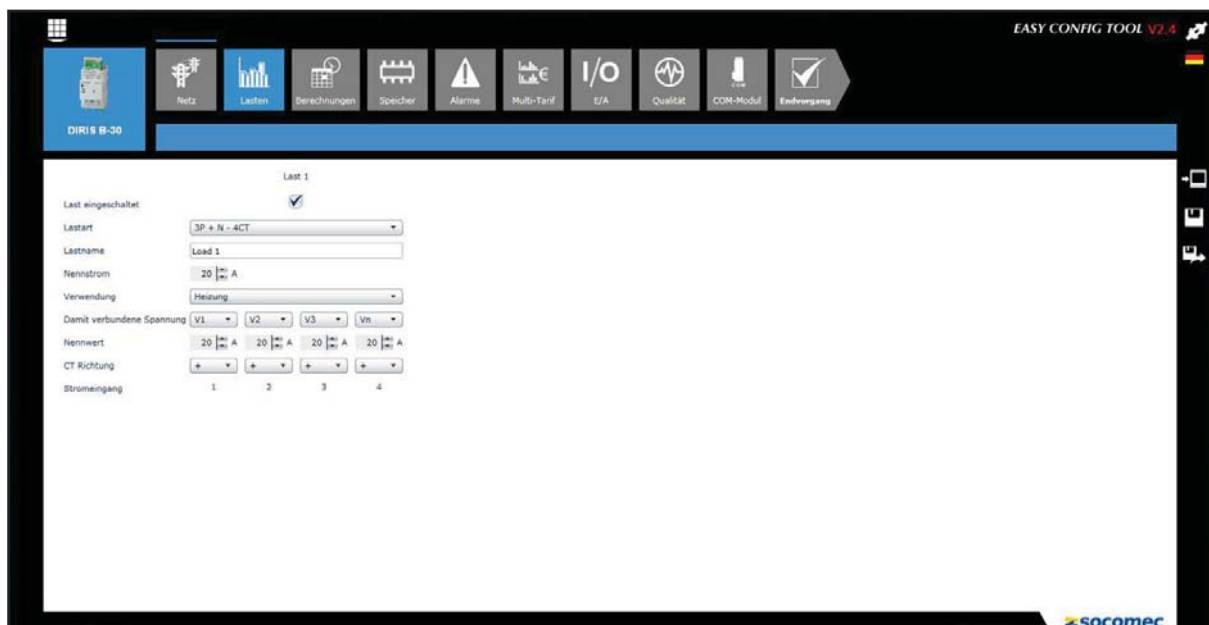 EASY CONFIG TOOL V2.4
Netz
Lasten
Berechnungen
Speicher
Alarme
Multi-Tarif
I/O
E/A
Qualität
COM
COM-Modul
Endvorgang
DIRIS B-30
Last 1
Last eingeschaltet
Lastart 3P + N - 4CT
Lastname Load 1
Nennstrom 20 A
Verwendung Heizung
Damit verbundene Spannung V1 V2 V3 Vn
Nennwert 20 A 20 A 20 A 20 A
CT Richtung + + + +
Stromeingang 1 2 3 4
socomec